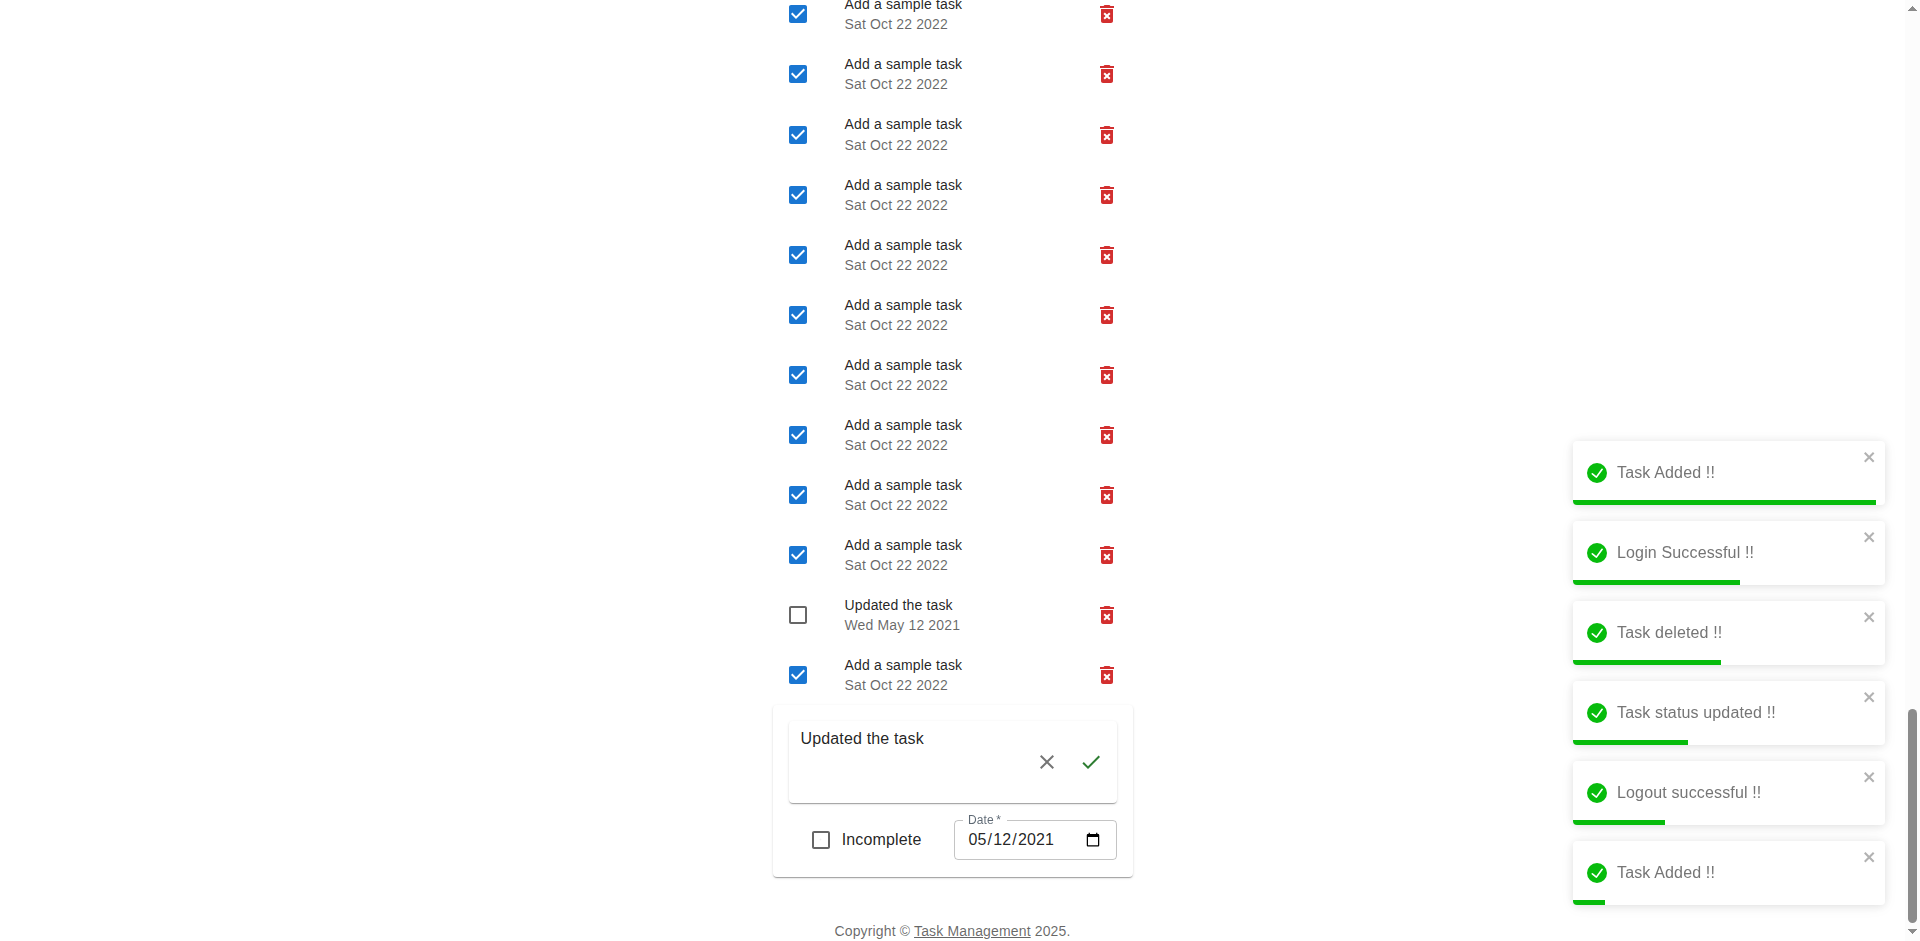 Add a sample task
Sat Oct 22 2022
Add a sample task
Sat Oct 22 2022
Add a sample task
Sat Oct 22 2022
Add a sample task
Sat Oct 22 2022
Add a sample task
Sat Oct 22 2022
Add a sample task
Sat Oct 22 2022
Add a sample task
Sat Oct 22 2022
Add a sample task
Sat Oct 22 2022
Add a sample task
Sat Oct 22 2022
Add a sample task
Sat Oct 22 2022
Updated the task
Wed May 12 2021
Add a sample task
Sat Oct 22 2022
Updated the task
Incomplete
Date *
05/12/2021
Copyright © Task Management 2025.
Task Added !!
Login Successful !!
Task deleted !!
Task status updated !!
Logout successful !!
Task Added !!